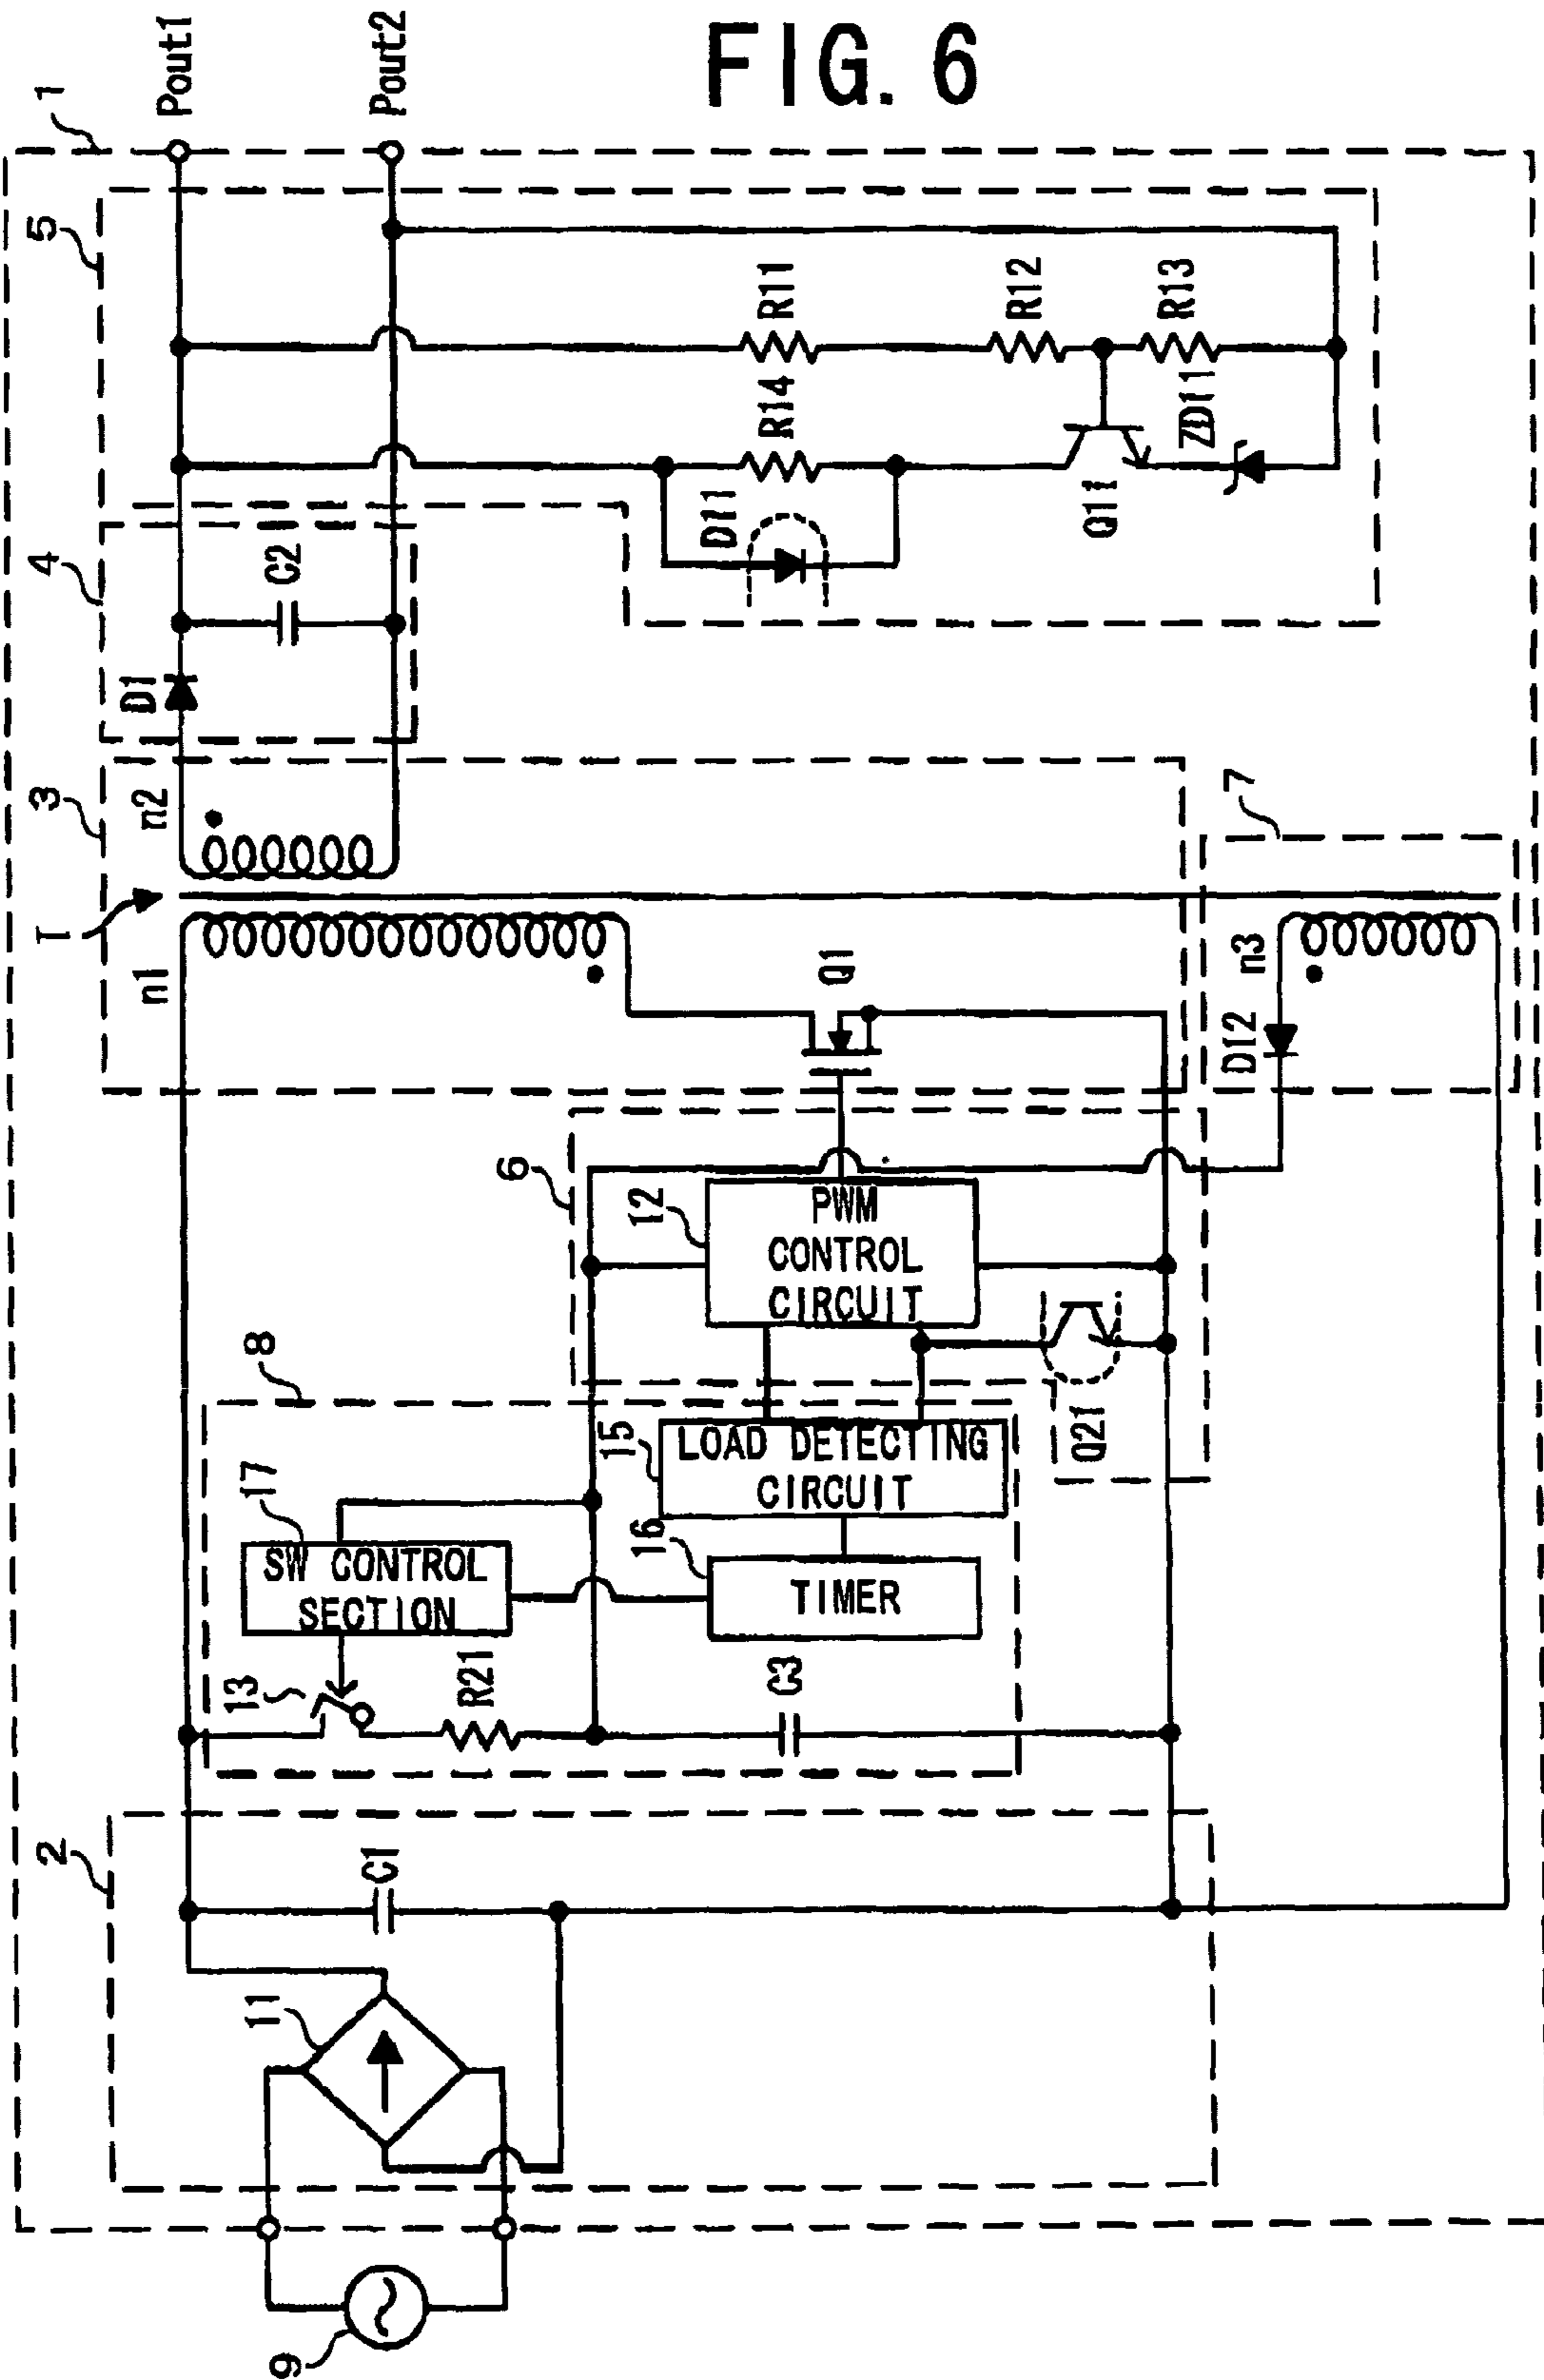 FIG. 6
1
Pout1
Pout2
5
R11
R12
R13
R14
D11
Q11
ZD11
4
D1
C2
3
T
n1
n2
Q1
7
n3
D12
6
12
PWM
CONTROL
CIRCUIT
Q21
8
17
SW CONTROL
SECTION
15
LOAD DETECTING
CIRCUIT
16
TIMER
13
R21
C3
2
C1
11
9